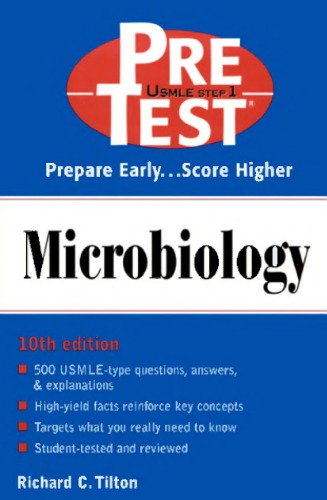 PRE
USMLE STEP 1
TEST®
Prepare Early...Score Higher
Microbiology
10th edition
500 USMLE-type questions, answers,
& explanations
High-yield facts reinforce key concepts
Targets what you really need to know
Student-tested and reviewed
Richard C. Tilton